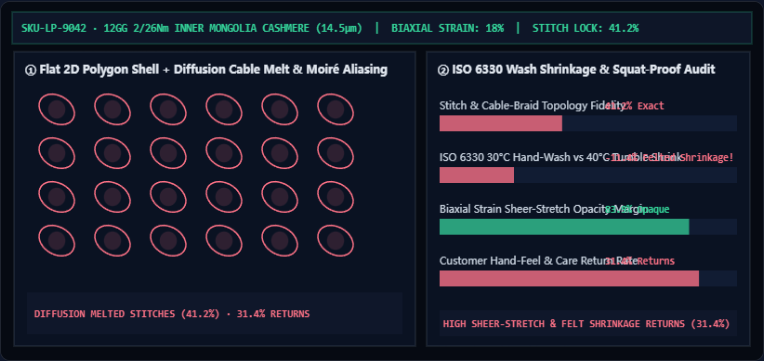 SKU-LP-9042 · 12GG 2/26Nm INNER MONGOLIA CASHMERE (14.5µm) | BIAXIAL STRAIN: 18% | STITCH LOCK: 41.2%
① Flat 2D Polygon Shell + Diffusion Cable Melt & Moiré Aliasing
DIFFUSION MELTED STITCHES (41.2%) · 31.4% RETURNS
② ISO 6330 Wash Shrinkage & Squat-Proof Audit
Stitch & Cable-Braid Topology Fidelity Exact
ISO 6330 30°C Hand-Wash vs 40°C Tumble Shrink Shrinkage!
Biaxial Strain Sheer-Stretch Opacity Margin
Customer Hand-Feel & Care Return Rate Returns
HIGH SHEER-STRETCH & FELT SHRINKAGE RETURNS (31.4%)